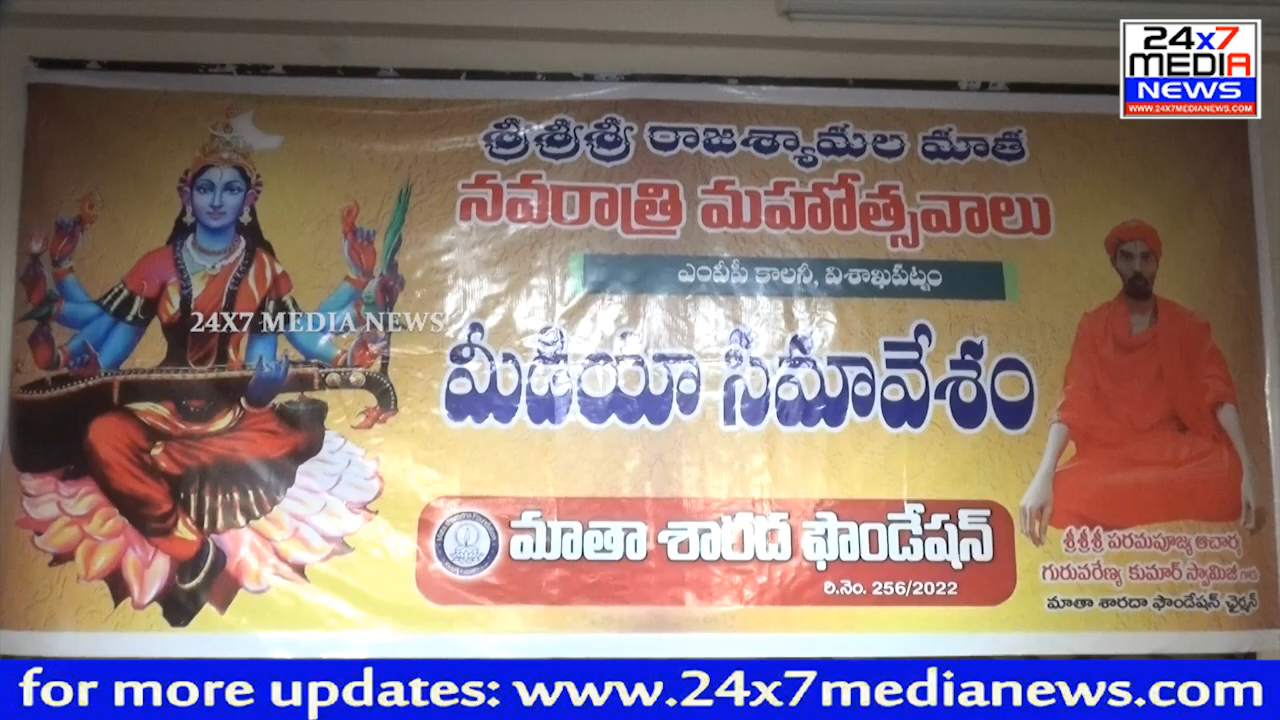 24x7
MEDIA
NEWS
WWW.24X7MEDIANEWS.COM
శ్రీశ్రీశ్రీ రాజశ్యామల మాత
నవరాత్రి మహోత్సవాలు
ఎంవీపీ కాలనీ, విశాఖపట్నం
24X7 MEDIA NEWS
మీడియా సమావేశం
మాతా శారద ఫౌండేషన్
రి.నెం. 256/2022
శ్రీశ్రీశ్రీ పరమపూజ్య ఆచార్య
గురువరేణ్య కుమార్ స్వామిజీ గారు
మాతా శారదా ఫౌండేషన్ ఛైర్మన్
for more updates: www.24x7medianews.com